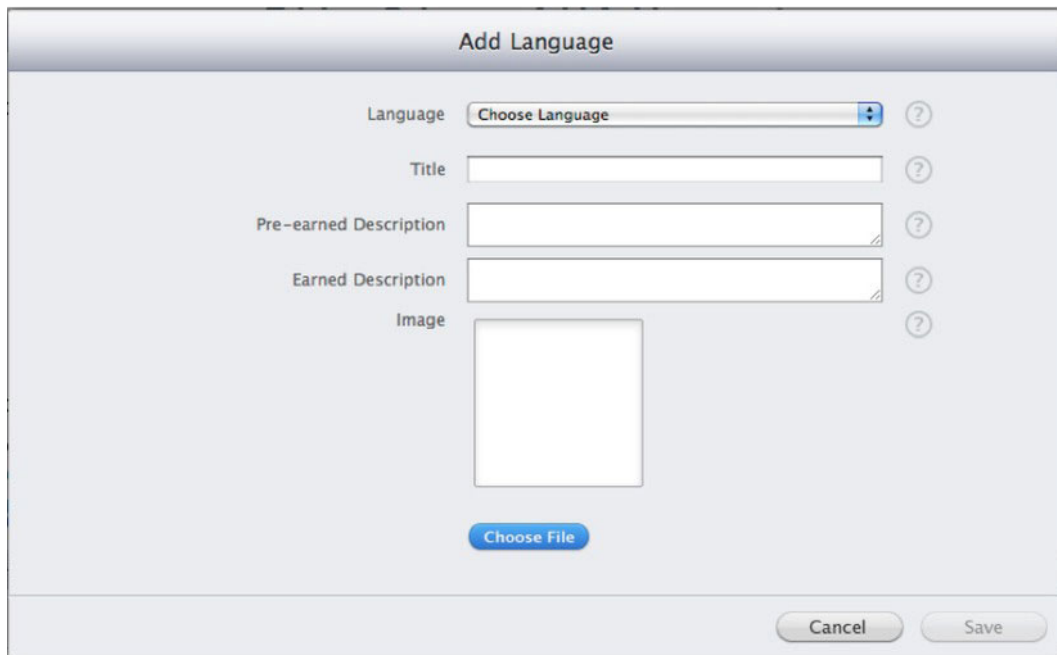 Add Language
Language Choose Language ?
Title ?
Pre-earned Description ?
Earned Description ?
Image ?
Choose File
Cancel Save